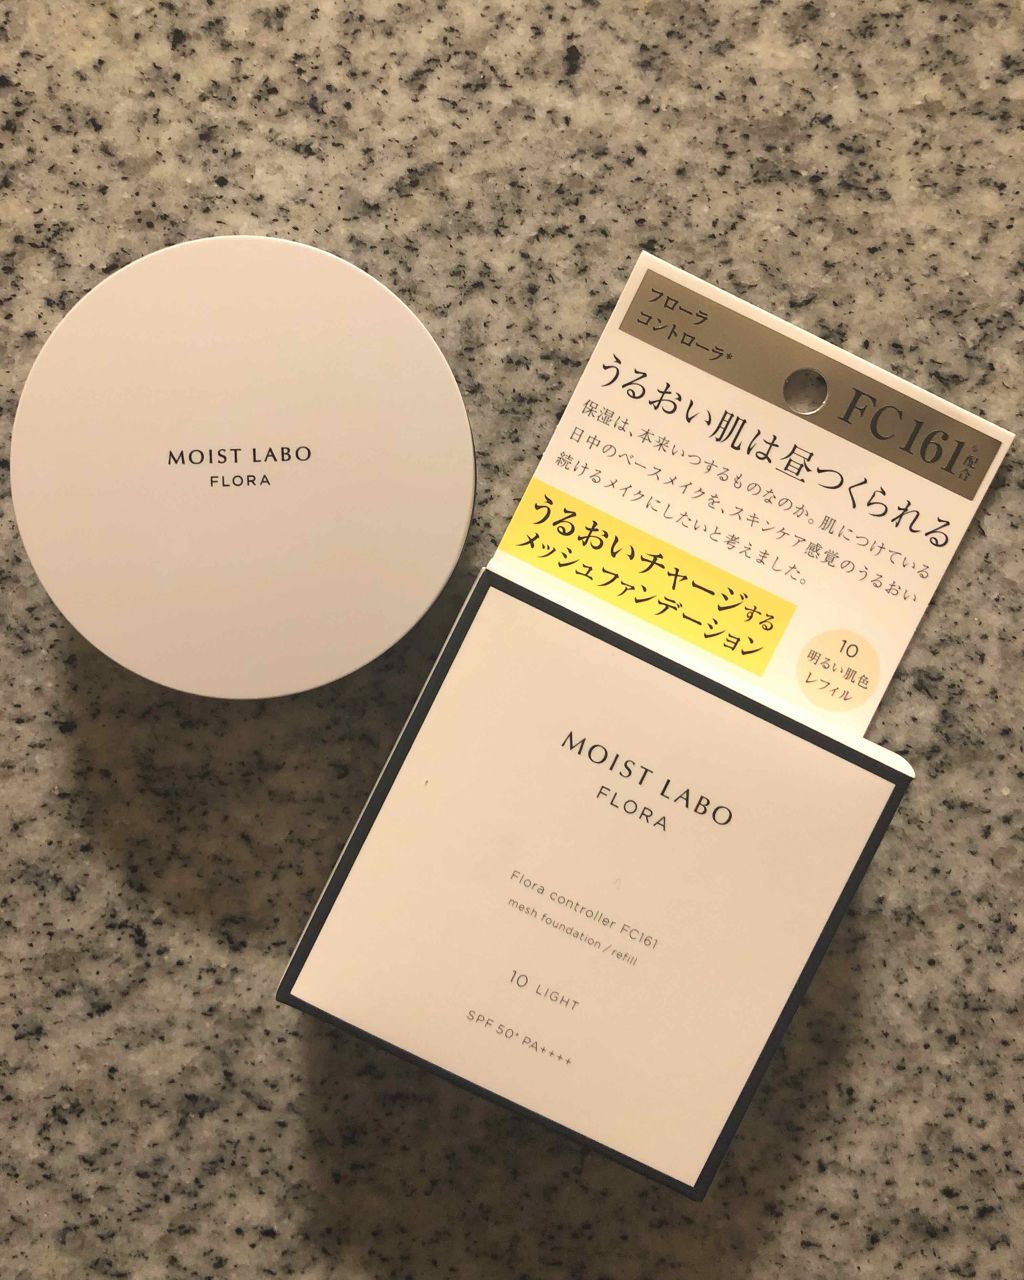 MOIST LABO
FLORA
フローラ
コントローラ*
FC161*配合
うるおい肌は昼つくられる
保湿は、本来いつするものなのか。肌につけている
日中のベースメイクを、スキンケア感覚のうるおい
続けるメイクにしたいと考えました。
うるおいチャージする
メッシュファンデーション
10
明るい肌色
レフィル
MOIST LABO
FLORA
Flora controller FC161
mesh foundation / refill
10 LIGHT
SPF 50+ PA++++